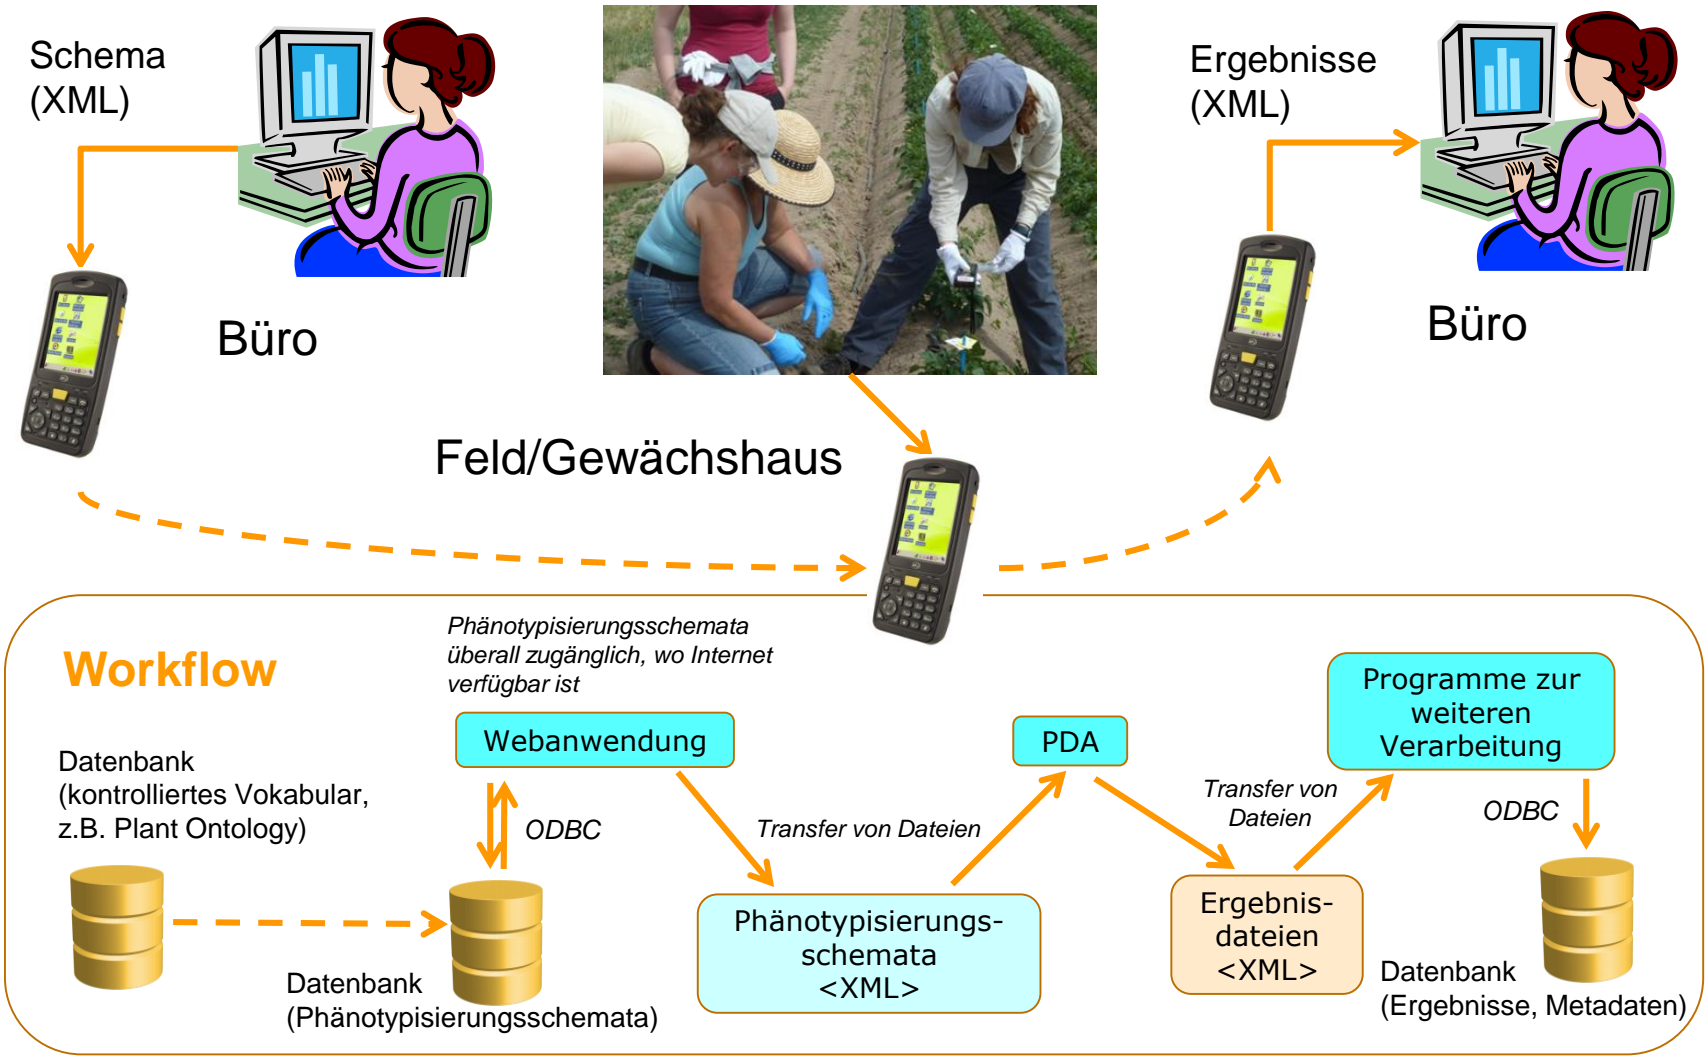 Schema
(XML)
Ergebnisse
(XML)
Büro
Büro
Feld/Gewächshaus
Workflow
Phänotypisierungsschemata
überall zugänglich, wo Internet
verfügbar ist
Webanwendung
PDA
Programme zur
weiteren
Verarbeitung
Datenbank
(kontrolliertes Vokabular,
z.B. Plant Ontology)
ODBC
Transfer von Dateien
Transfer von
Dateien
ODBC
Phänotypisierungs-
schemata
<XML>
Ergebnis-
dateien
<XML>
Datenbank
(Phänotypisierungsschemata)
Datenbank
(Ergebnisse, Metadaten)